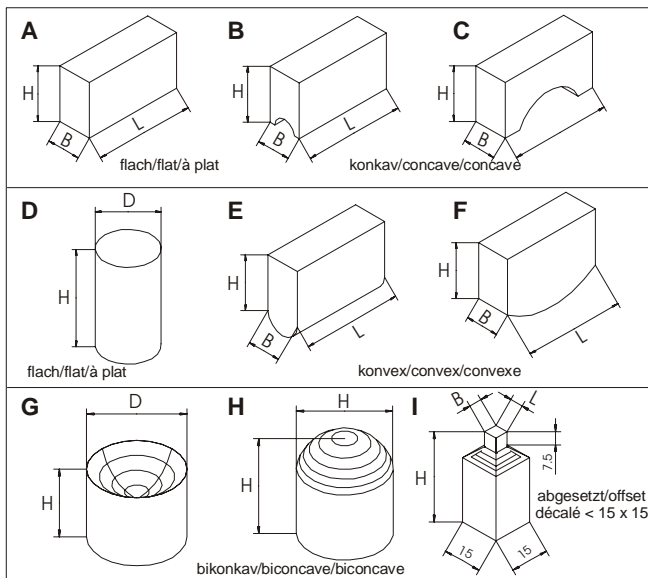 A
H
B
L
flach/flat/à plat
B
H
B
L
C
H
B
L
konkav/concave/concave
D
D
H
flach/flat/à plat
E
H
B
L
F
H
B
L
konvex/convex/convexe
G
D
H
H
H
H
bikonkav/biconcave/biconcave
I
B
L
H
7.5
15
15
abgesetzt/offset
décalé < 15 x 15